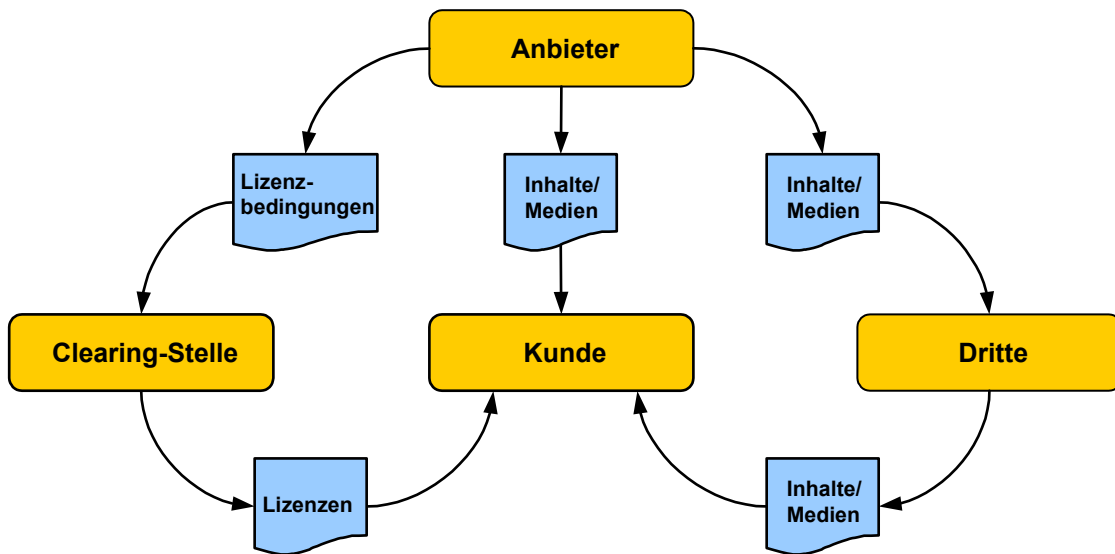 Anbieter
Lizenz-
bedingungen
Inhalte/
Medien
Inhalte/
Medien
Clearing-Stelle
Kunde
Dritte
Lizenzen
Inhalte/
Medien